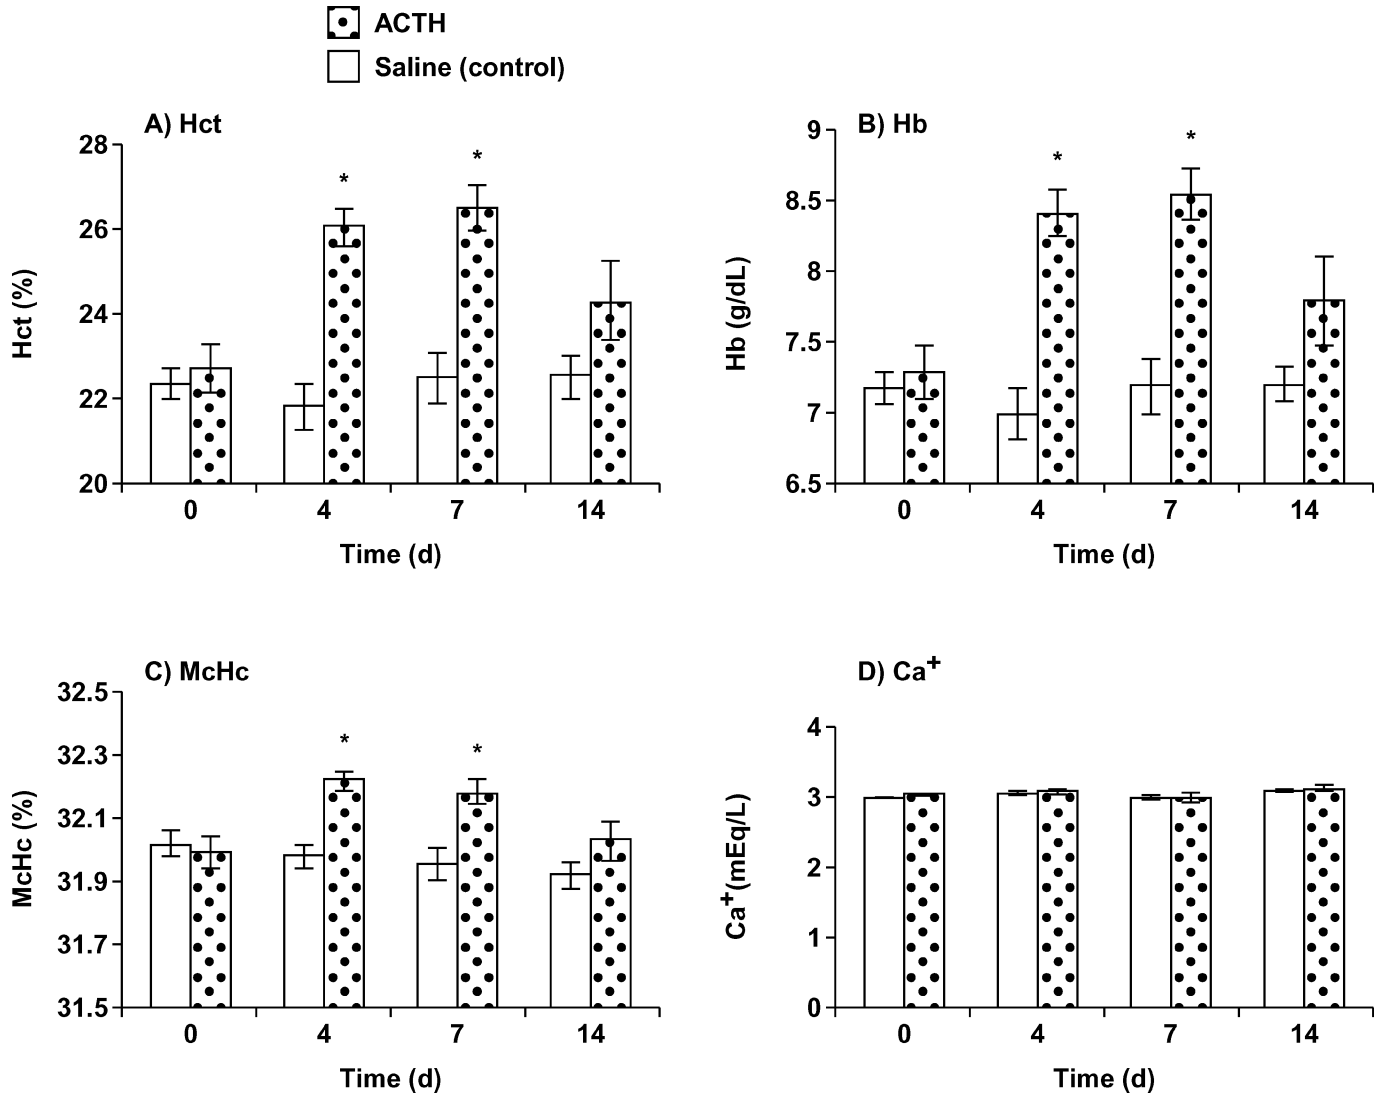 ACTH
Saline (control)
A) Hct
28
26
24
22
20
Hct (%)
*
*
0 4 7 14
Time (d)
B) Hb
9
8.5
8
7.5
7
6.5
Hb (g/dL)
*
*
0 4 7 14
Time (d)
C) McHc
32.5
32.3
32.1
31.9
31.7
31.5
McHc (%)
*
*
0 4 7 14
Time (d)
D) Ca+
4
3
2
1
0
Ca+(mEq/L)
0 4 7 14
Time (d)